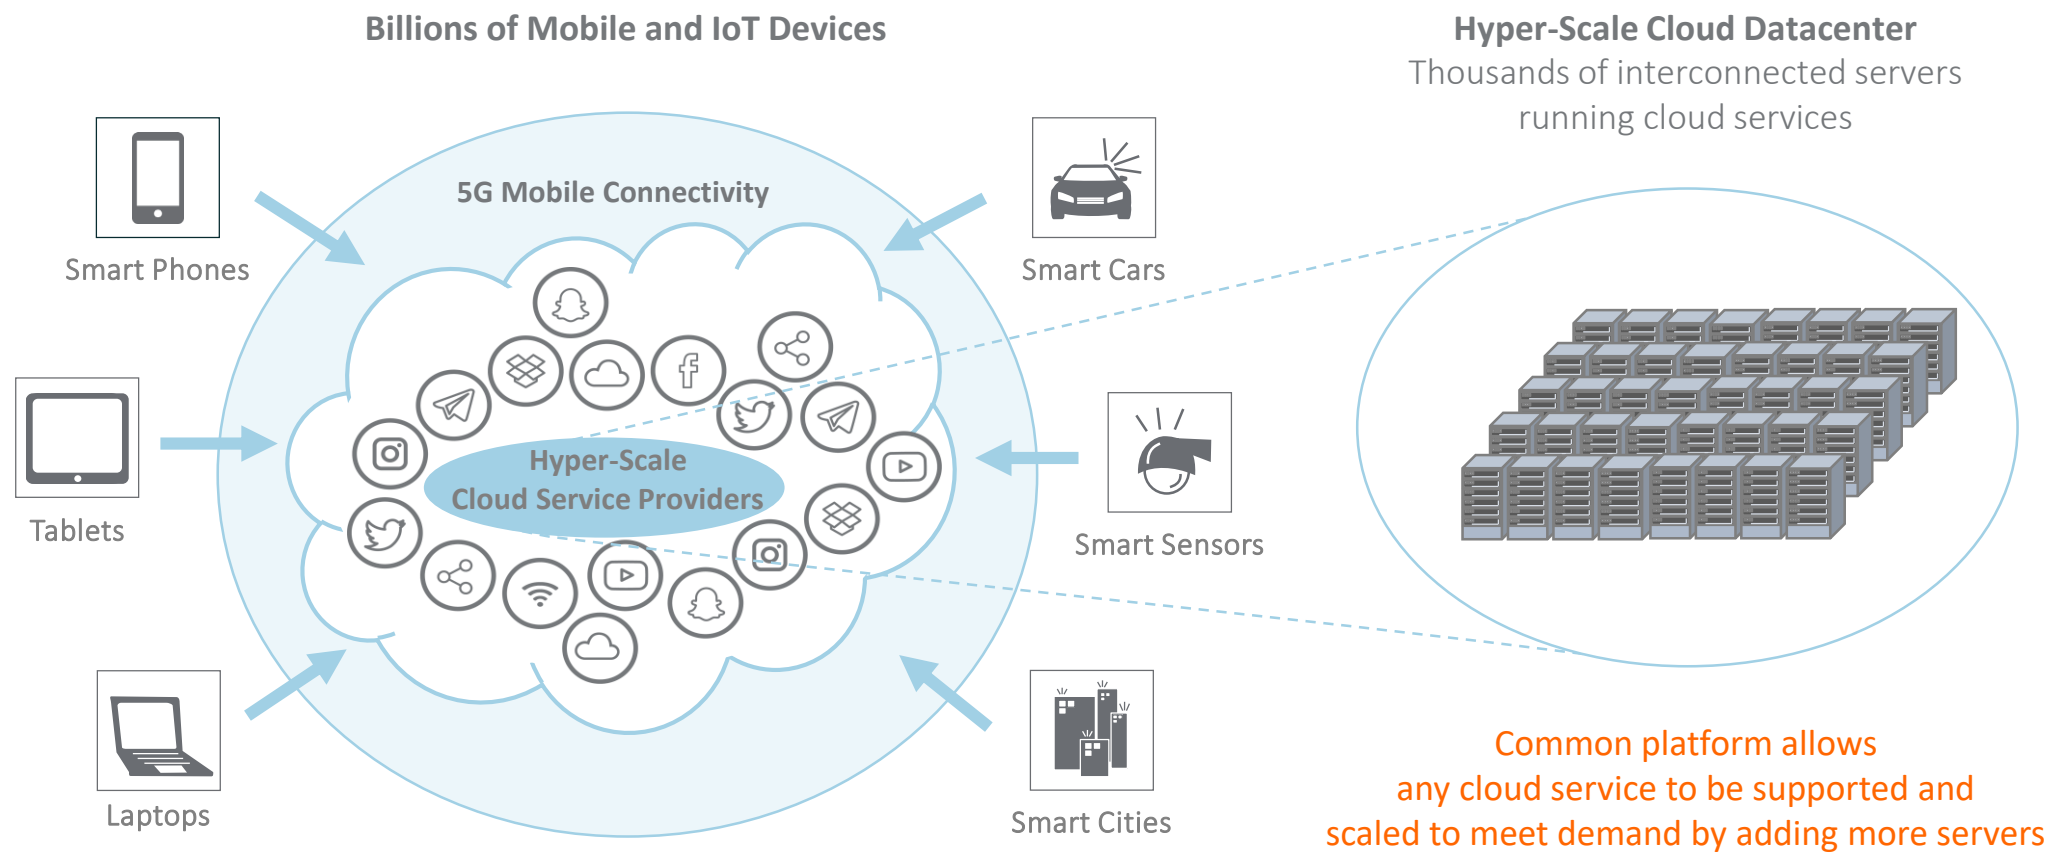 Billions of Mobile and IoT Devices
Hyper-Scale Cloud Datacenter
Thousands of interconnected servers
running cloud services
5G Mobile Connectivity
Smart Phones
Smart Cars
Hyper-Scale
Cloud Service Providers
Tablets
Smart Sensors
Laptops
Smart Cities
Common platform allows
any cloud service to be supported and
scaled to meet demand by adding more servers